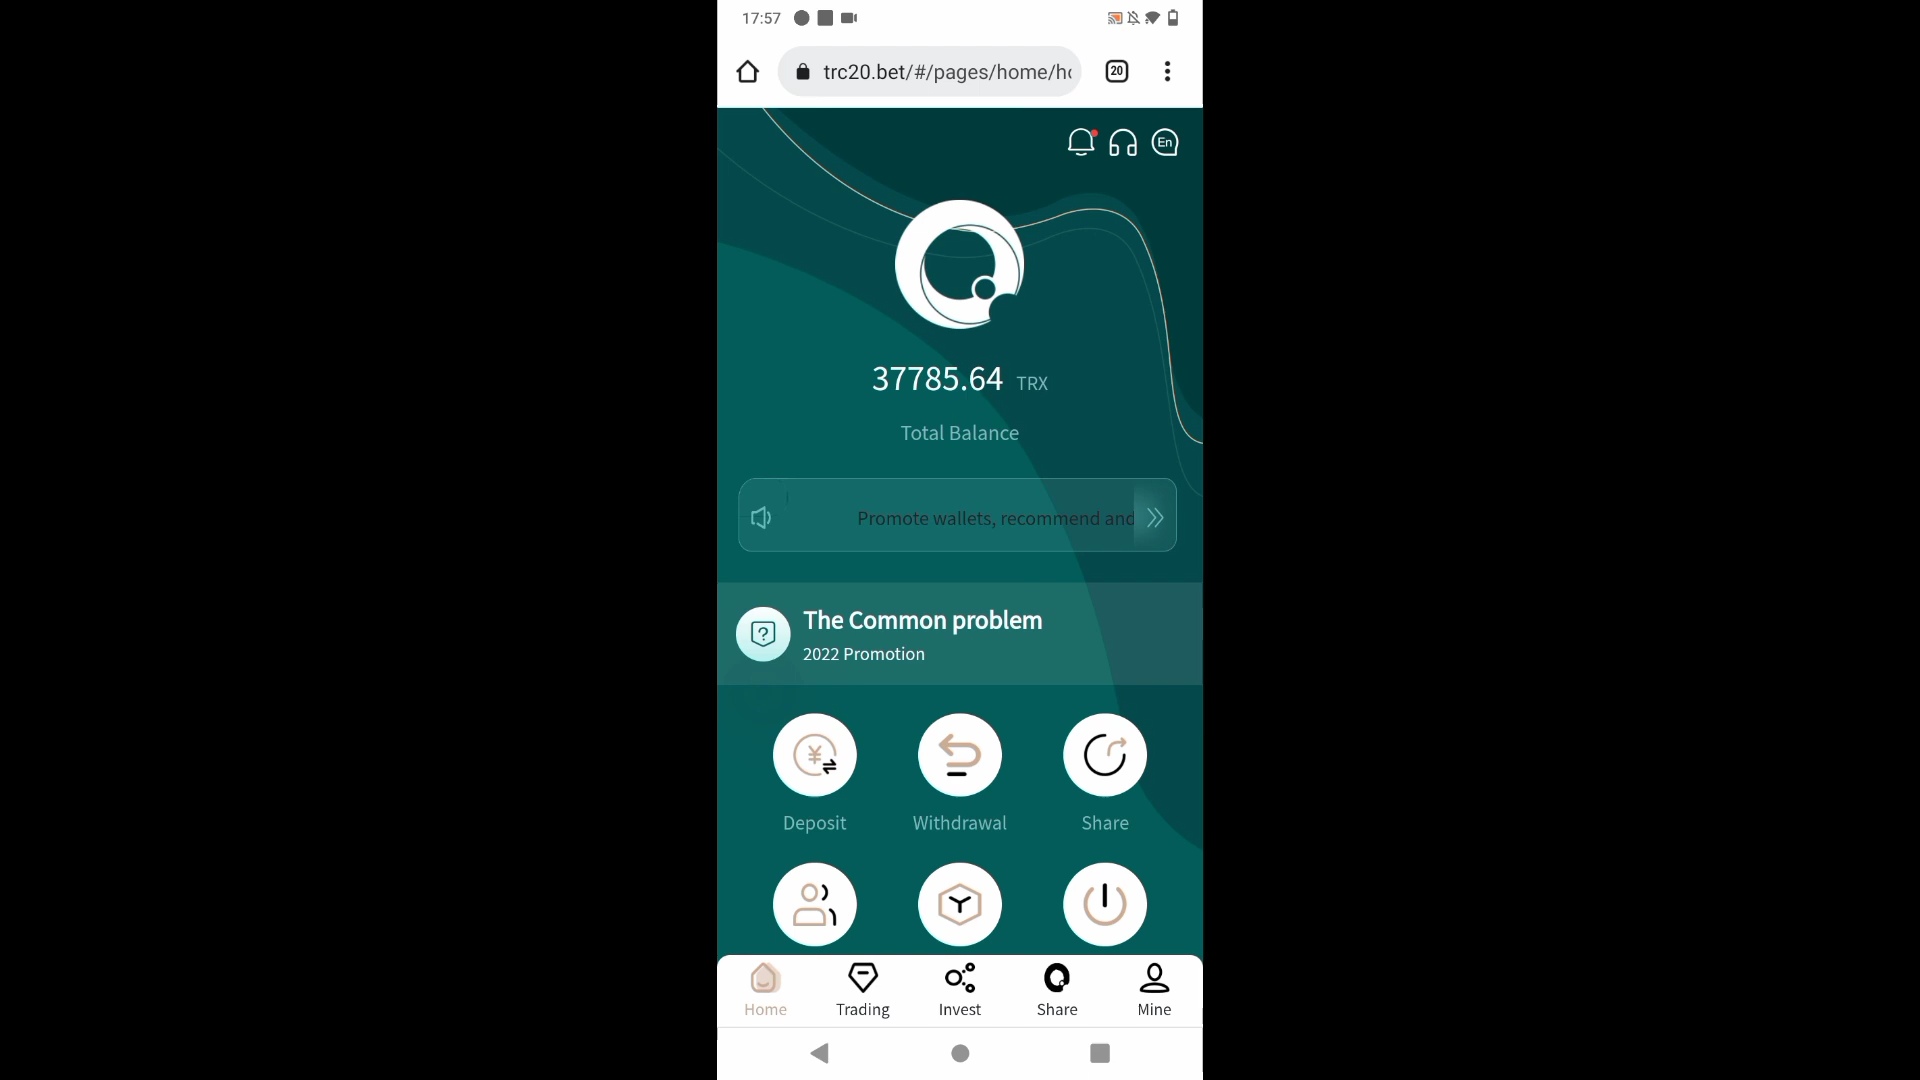 17:57
trc20.bet/#/pages/home/h
20
En
37785.64 TRX
Total Balance
Promote wallets, recommend and
The Common problem
2022 Promotion
Deposit
Withdrawal
Share
Home
Trading
Invest
Share
Mine